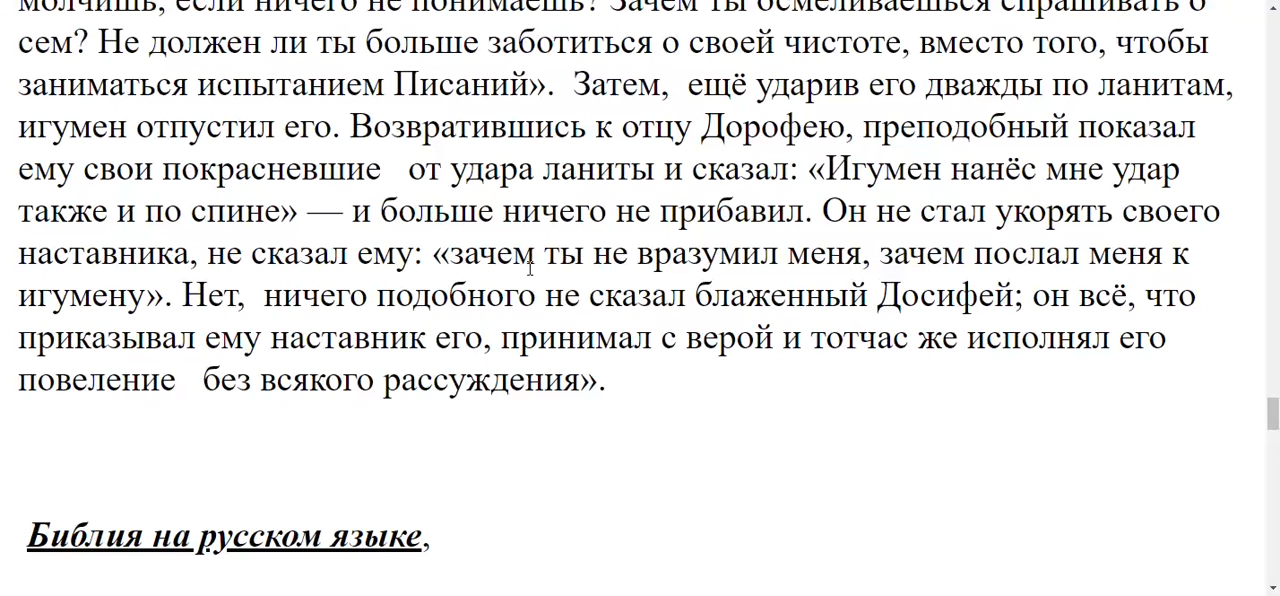 молчишь, если ничего не понимаешь? Зачем ты осмеливаешься спрашивать о
сем? Не должен ли ты больше заботиться о своей чистоте, вместо того, чтобы
заниматься испытанием Писаний».  Затем,  ещё ударив его дважды по ланитам,
игумен отпустил его. Возвратившись к отцу Дорофею, преподобный показал
ему свои покрасневшие   от удара ланиты и сказал: «Игумен нанёс мне удар
также и по спине» — и больше ничего не прибавил. Он не стал укорять своего
наставника, не сказал ему: «зачем ты не вразумил меня, зачем послал меня к
игумену». Нет,  ничего подобного не сказал блаженный Досифей; он всё, что
приказывал ему наставник его, принимал с верой и тотчас же исполнял его
повеление   без всякого рассуждения».
Библия на русском языке,